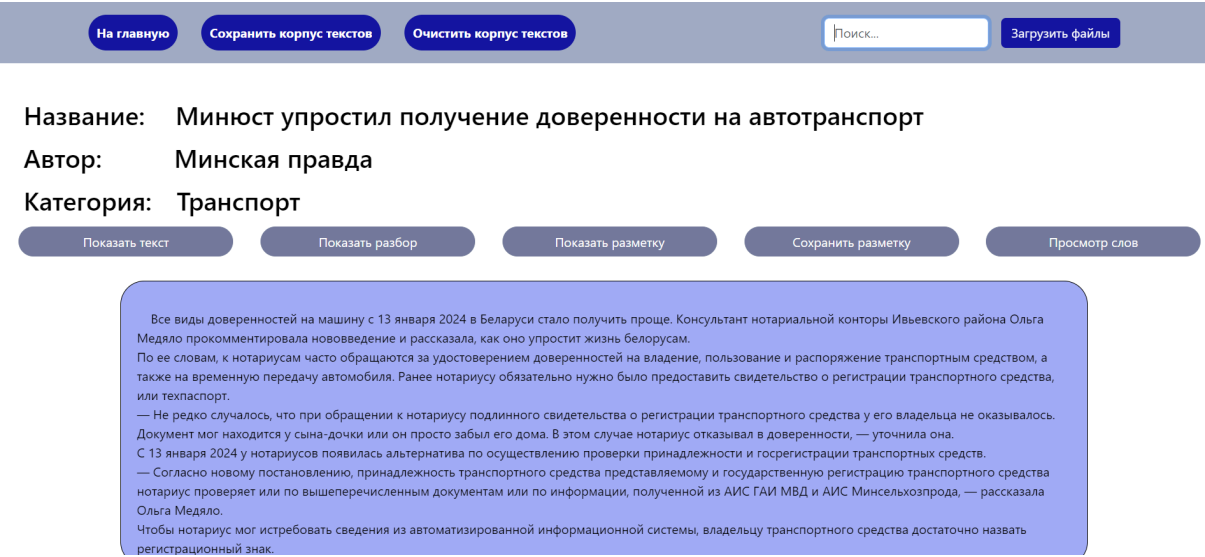 На главную Сохранить корпус текстов Очистить корпус текстов Поиск... Загрузить файлы
Название: Минюст упростил получение доверенности на автотранспорт
Автор: Минская правда
Категория: Транспорт
Показать текст Показать разбор Показать разметку Сохранить разметку Просмотр слов
Все виды доверенностей на машину с 13 января 2024 в Беларуси стало получить проще. Консультант нотариальной конторы Ивьевского района Ольга
Медяло прокомментировала нововведение и рассказала, как оно упростит жизнь белорусам.
По ее словам, к нотариусам часто обращаются за удостоверением доверенностей на владение, пользование и распоряжение транспортным средством, а
также на временную передачу автомобиля. Ранее нотариусу обязательно нужно было предоставить свидетельство о регистрации транспортного средства,
или техпаспорт.
— Не редко случалось, что при обращении к нотариусу подлинного свидетельства о регистрации транспортного средства у его владельца не оказывалось.
Документ мог находится у сына-дочки или он просто забыл его дома. В этом случае нотариус отказывал в доверенности, — уточнила она.
С 13 января 2024 у нотариусов появилась альтернатива по осуществлению проверки принадлежности и госрегистрации транспортных средств.
— Согласно новому постановлению, принадлежность транспортного средства представляемому и государственную регистрацию транспортного средства
нотариус проверяет или по вышеперечисленным документам или по информации, полученной из АИС ГАИ МВД и АИС Минсельхозпрода, — рассказала
Ольга Медяло.
Чтобы нотариус мог истребовать сведения из автоматизированной информационной системы, владельцу транспортного средства достаточно назвать
регистрационный знак.